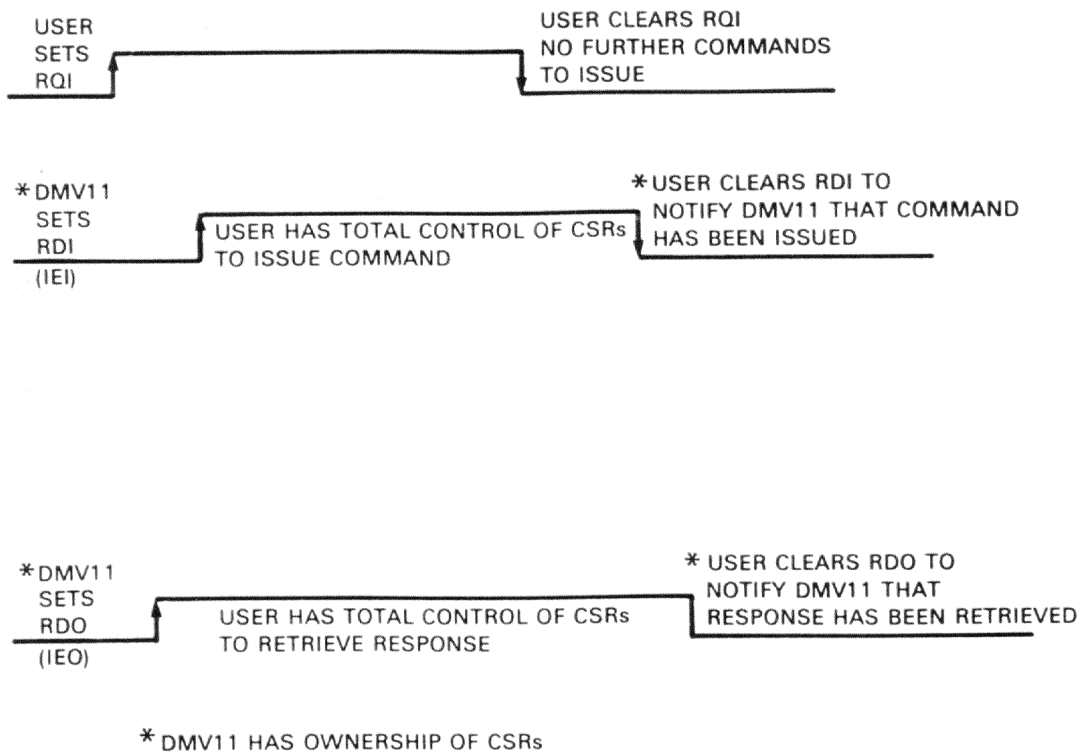 USER
SETS
RQI
USER CLEARS RQI
NO FURTHER COMMANDS
TO ISSUE
*DMV11
SETS
RDI
(IEI)
USER HAS TOTAL CONTROL OF CSRs
TO ISSUE COMMAND
* USER CLEARS RDI TO
NOTIFY DMV11 THAT COMMAND
HAS BEEN ISSUED
*DMV11
SETS
RDO
(IEO)
USER HAS TOTAL CONTROL OF CSRs
TO RETRIEVE RESPONSE
* USER CLEARS RDO TO
NOTIFY DMV11 THAT
RESPONSE HAS BEEN RETRIEVED
* DMV11 HAS OWNERSHIP OF CSRs